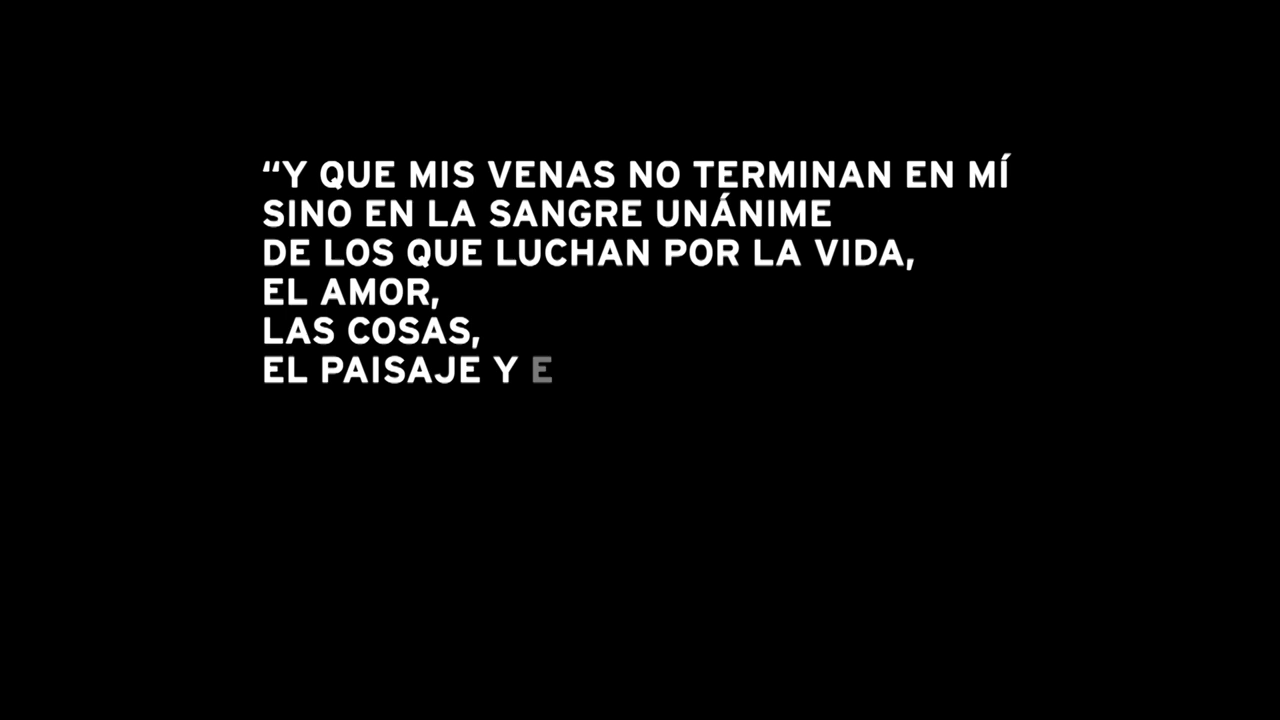 “Y QUE MIS VENAS NO TERMINAN EN MÍ
SINO EN LA SANGRE UNÁNIME
DE LOS QUE LUCHAN POR LA VIDA,
EL AMOR,
LAS COSAS,
EL PAISAJE Y E